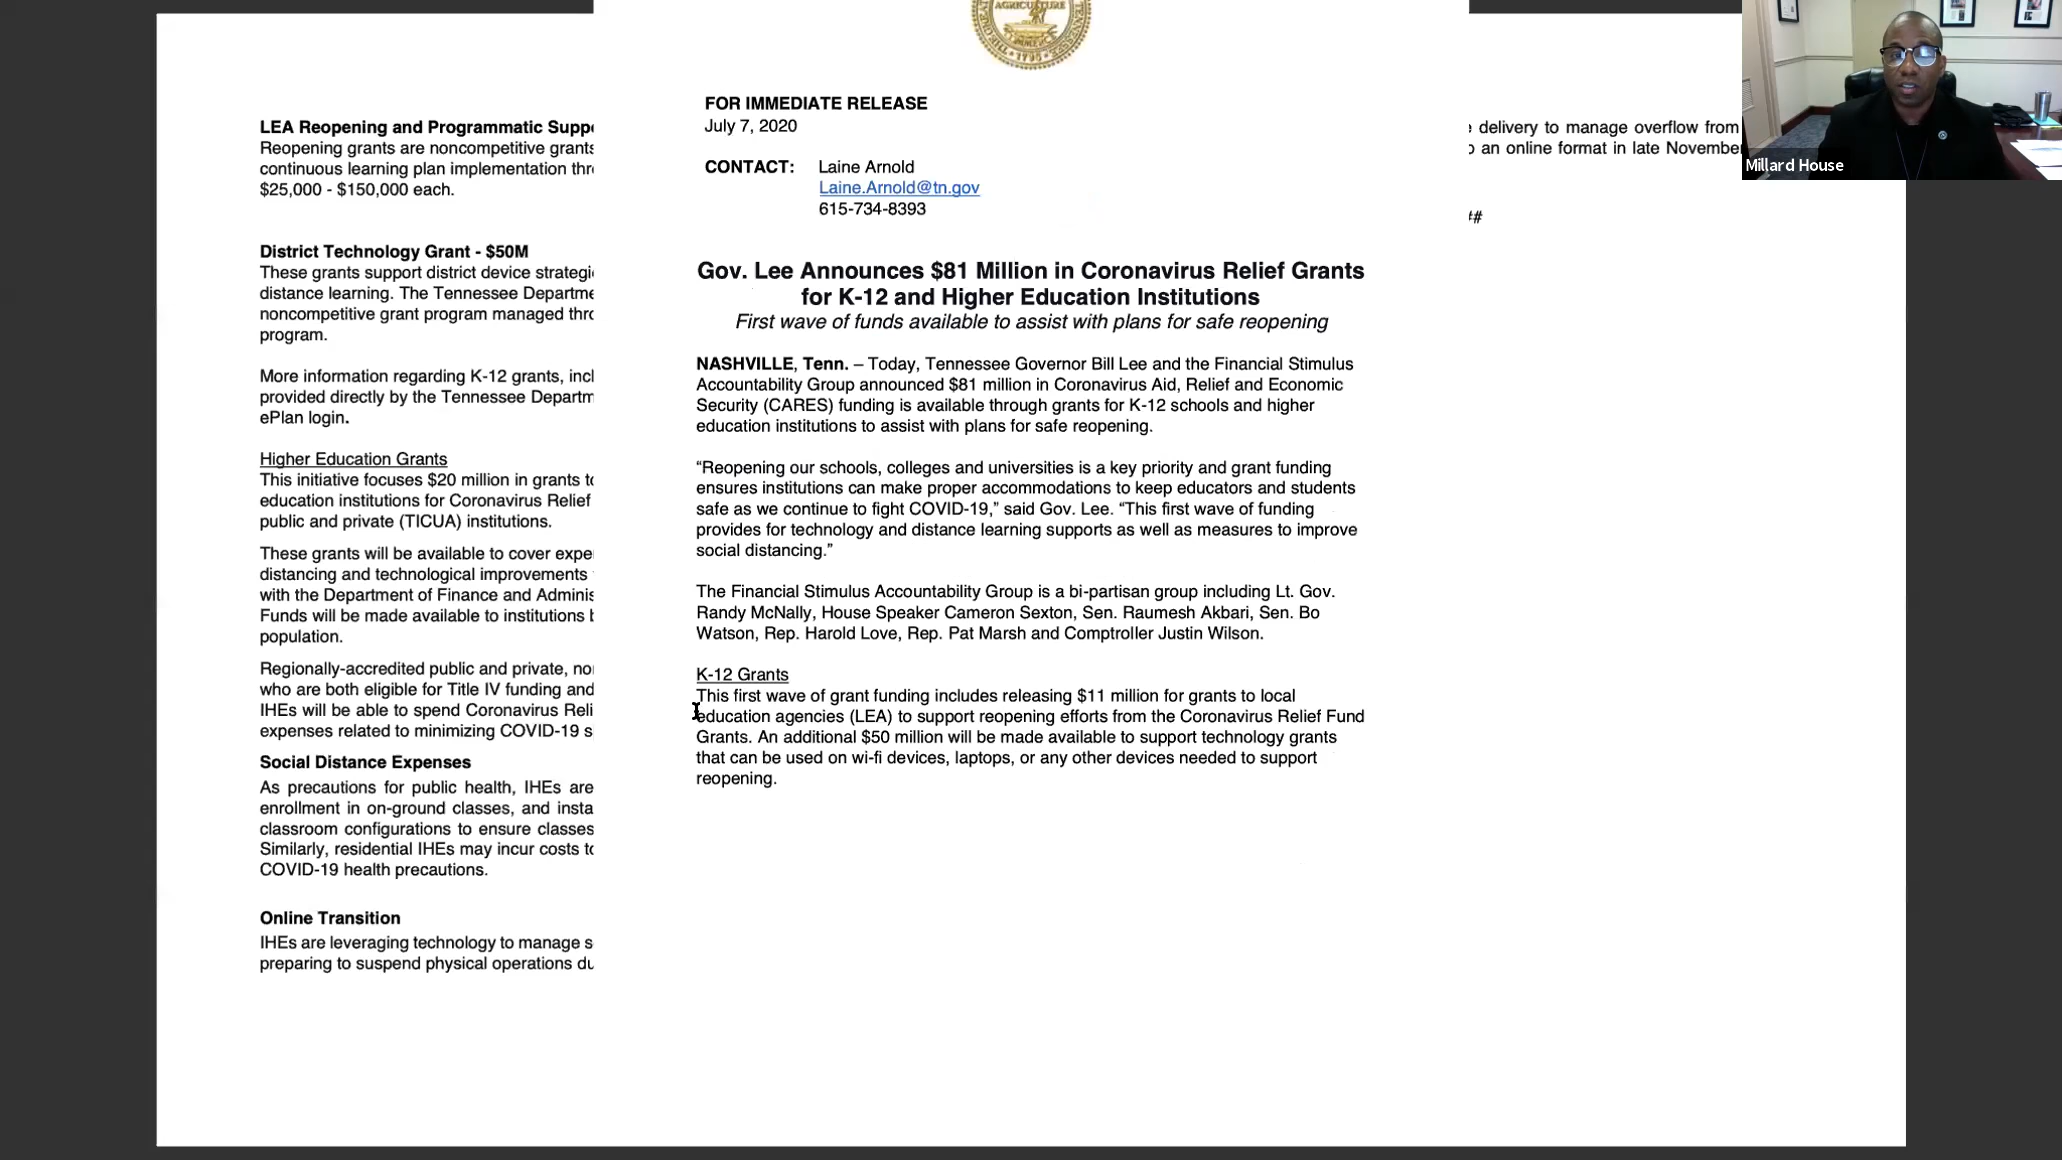 AGRICULTURE
COMMERCE
1796
FOR IMMEDIATE RELEASE
July 7, 2020
CONTACT: Laine Arnold
Laine.Arnold@tn.gov
615-734-8393
Gov. Lee Announces $81 Million in Coronavirus Relief Grants
for K-12 and Higher Education Institutions
First wave of funds available to assist with plans for safe reopening
NASHVILLE, Tenn. – Today, Tennessee Governor Bill Lee and the Financial Stimulus
Accountability Group announced $81 million in Coronavirus Aid, Relief and Economic
Security (CARES) funding is available through grants for K-12 schools and higher
education institutions to assist with plans for safe reopening.
“Reopening our schools, colleges and universities is a key priority and grant funding
ensures institutions can make proper accommodations to keep educators and students
safe as we continue to fight COVID-19,” said Gov. Lee. “This first wave of funding
provides for technology and distance learning supports as well as measures to improve
social distancing.”
The Financial Stimulus Accountability Group is a bi-partisan group including Lt. Gov.
Randy McNally, House Speaker Cameron Sexton, Sen. Raumesh Akbari, Sen. Bo
Watson, Rep. Harold Love, Rep. Pat Marsh and Comptroller Justin Wilson.
K-12 Grants
This first wave of grant funding includes releasing $11 million for grants to local
education agencies (LEA) to support reopening efforts from the Coronavirus Relief Fund
Grants. An additional $50 million will be made available to support technology grants
that can be used on wi-fi devices, laptops, or any other devices needed to support
reopening.
LEA Reopening and Programmatic
Reopening grants are noncompetitive grants
continuous learning plan implementation
$25,000 - $150,000 each.
District Technology Grant - $50M
These grants support district device
distance learning. The Tennessee
noncompetitive grant program managed
program.
More information regarding K-12 grants,
provided directly by the Tennessee
ePlan login.
Higher Education Grants
This initiative focuses $20 million in grants
education institutions for Coronavirus Relief
public and private (TICUA) institutions.
These grants will be available to cover
distancing and technological improvements
with the Department of Finance and
Funds will be made available to institutions
population.
Regionally-accredited public and private,
who are both eligible for Title IV funding and
IHEs will be able to spend Coronavirus
expenses related to minimizing COVID-19
Social Distance Expenses
As precautions for public health, IHEs are
enrollment in on-ground classes, and
classroom configurations to ensure classes
Similarly, residential IHEs may incur costs
COVID-19 health precautions.
Online Transition
IHEs are leveraging technology to manage
preparing to suspend physical operations
delivery to manage overflow from
an online format in late November
##
Millard House